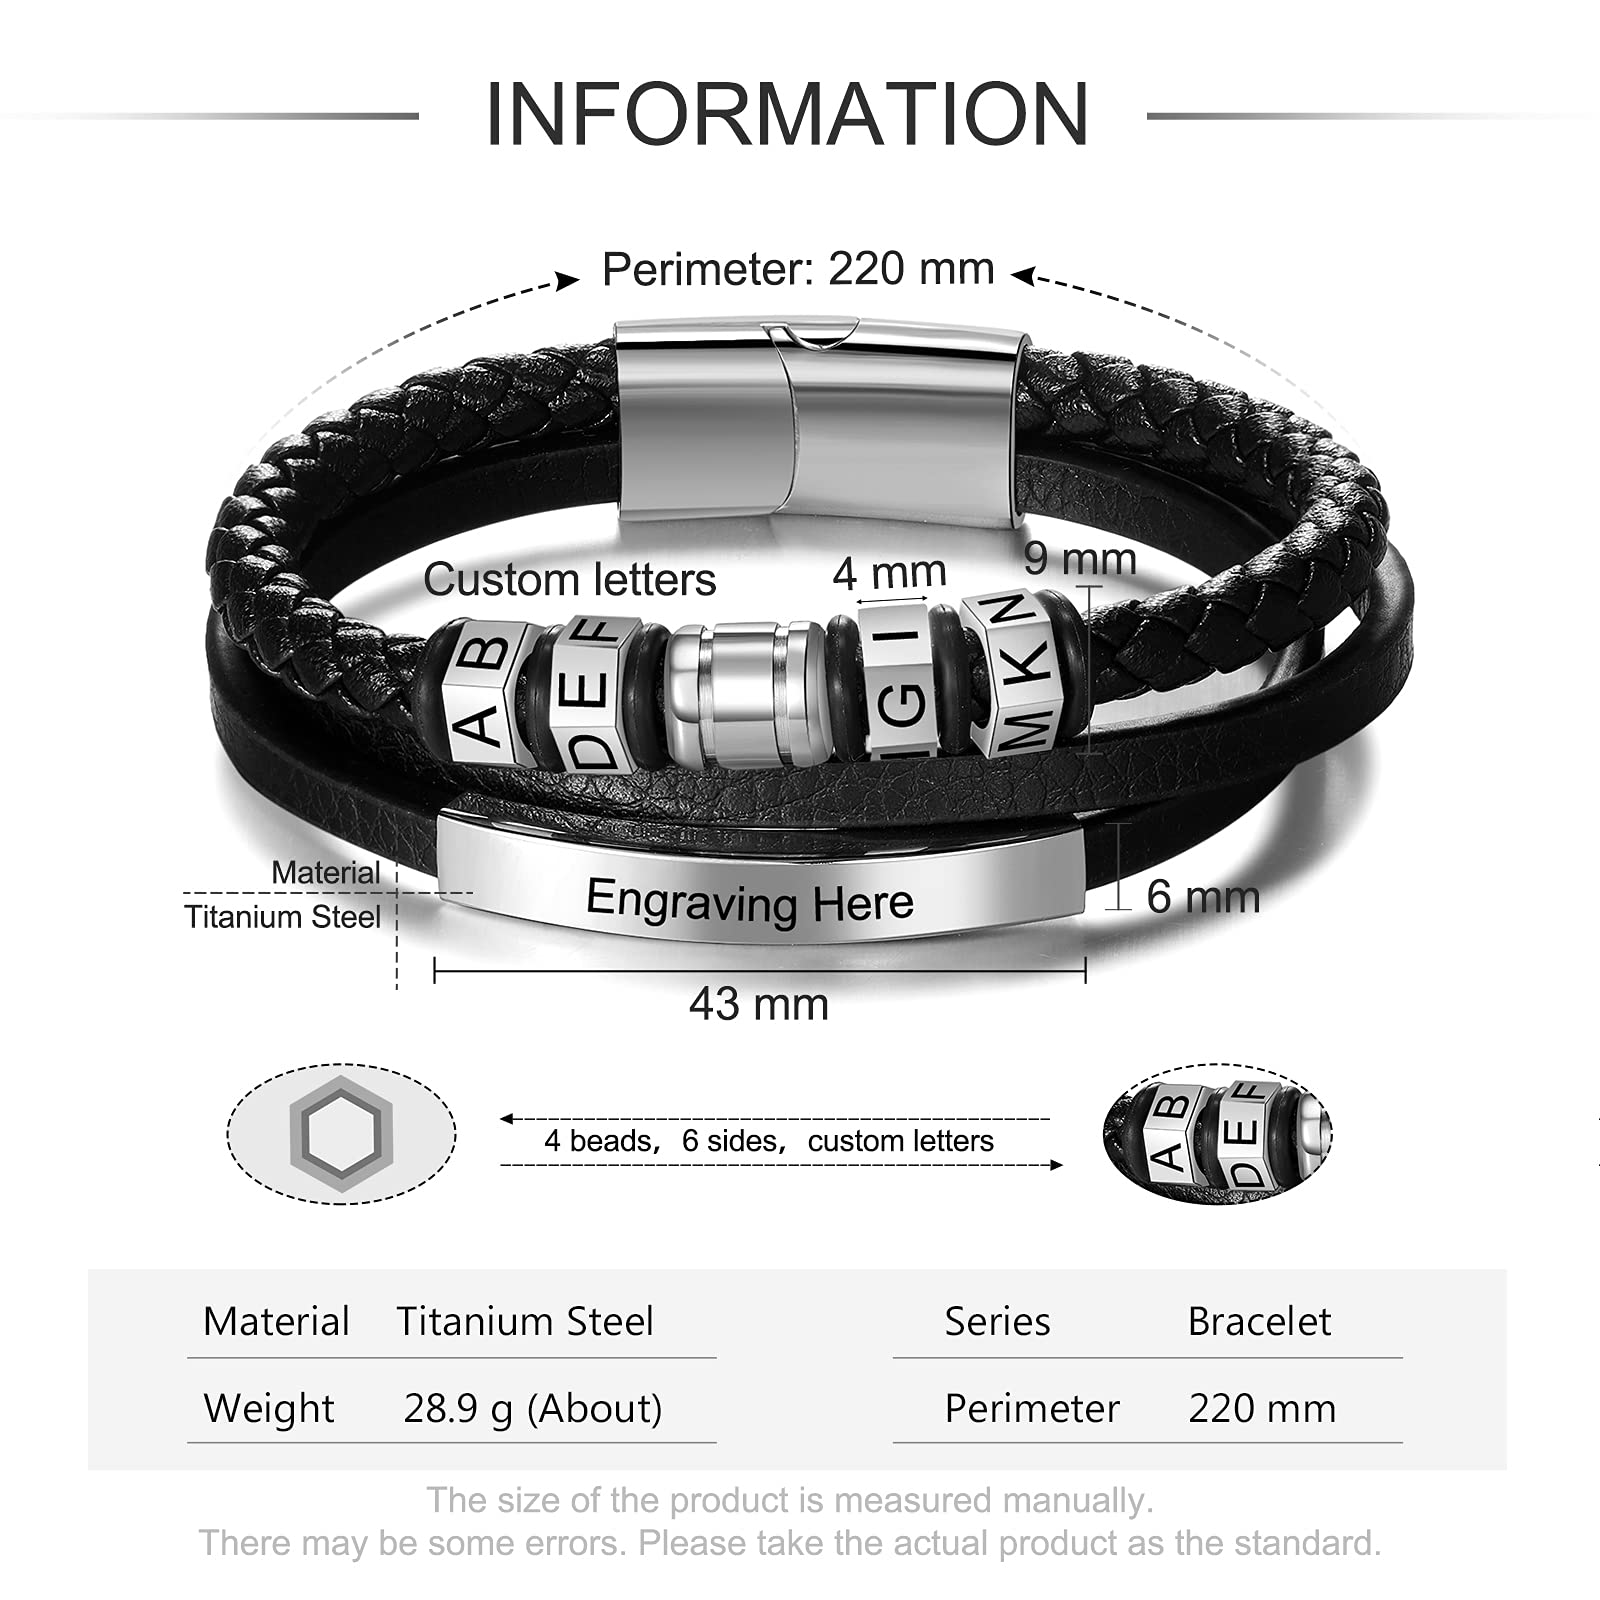 INFORMATION
Perimeter: 220 mm
Custom letters
4 mm
9 mm
A B
D E F
G I
M K N
Material
Titanium Steel
Engraving Here
6 mm
43 mm
4 beads, 6 sides, custom letters
A B
D E F
Material Titanium Steel
Series Bracelet
Weight 28.9 g (About)
Perimeter 220 mm
The size of the product is measured manually.
There may be some errors. Please take the actual product as the standard.